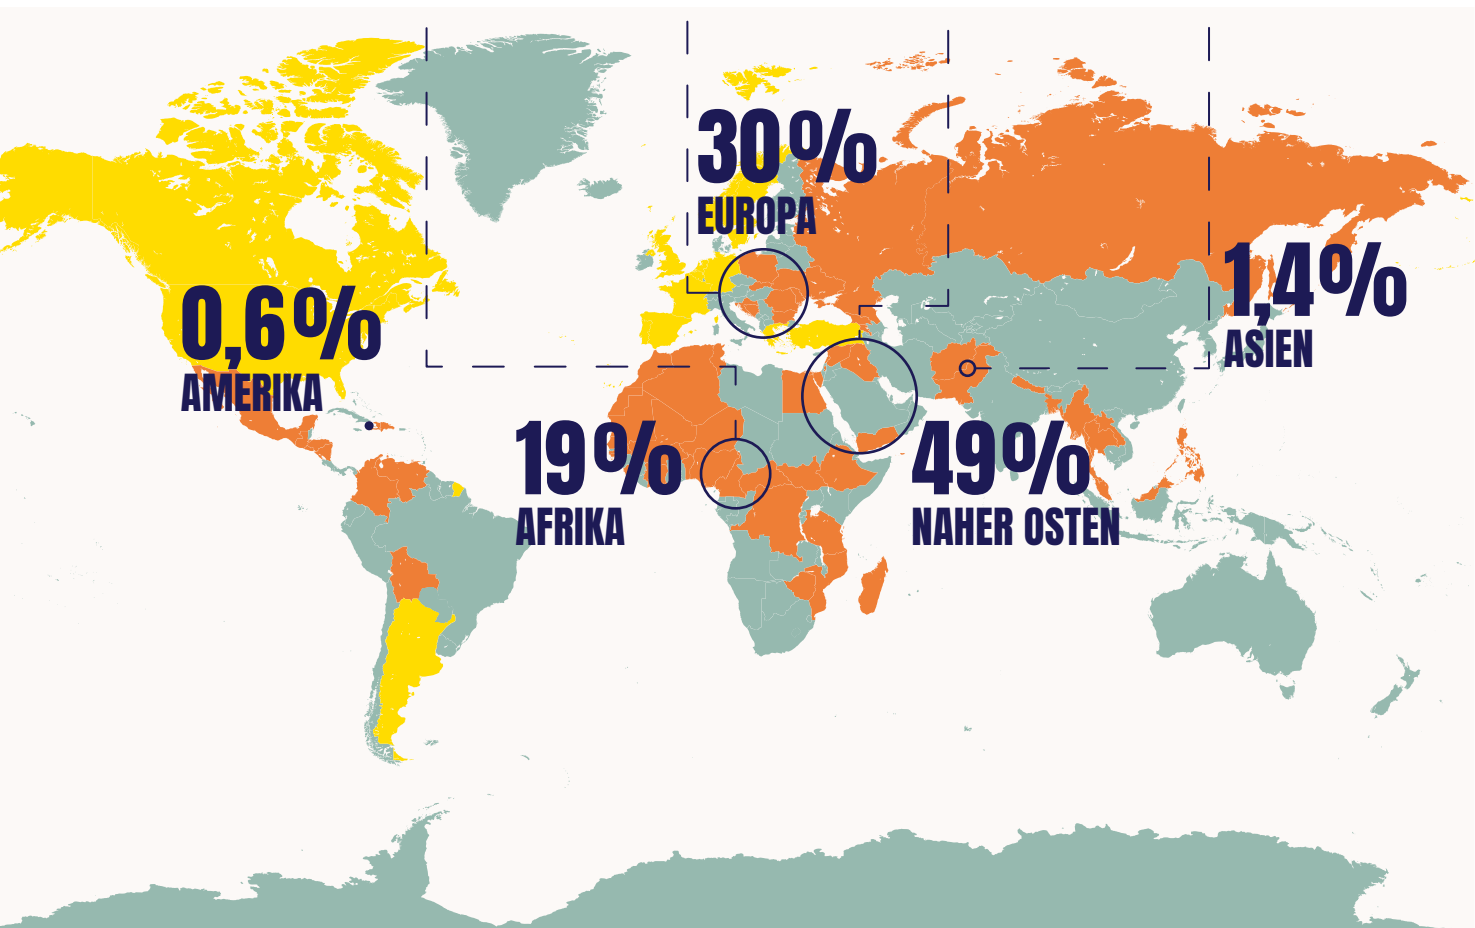 30%
EUROPA
1,4%
ASIEN
0,6%
AMERIKA
19%
AFRIKA
49%
NAHER OSTEN